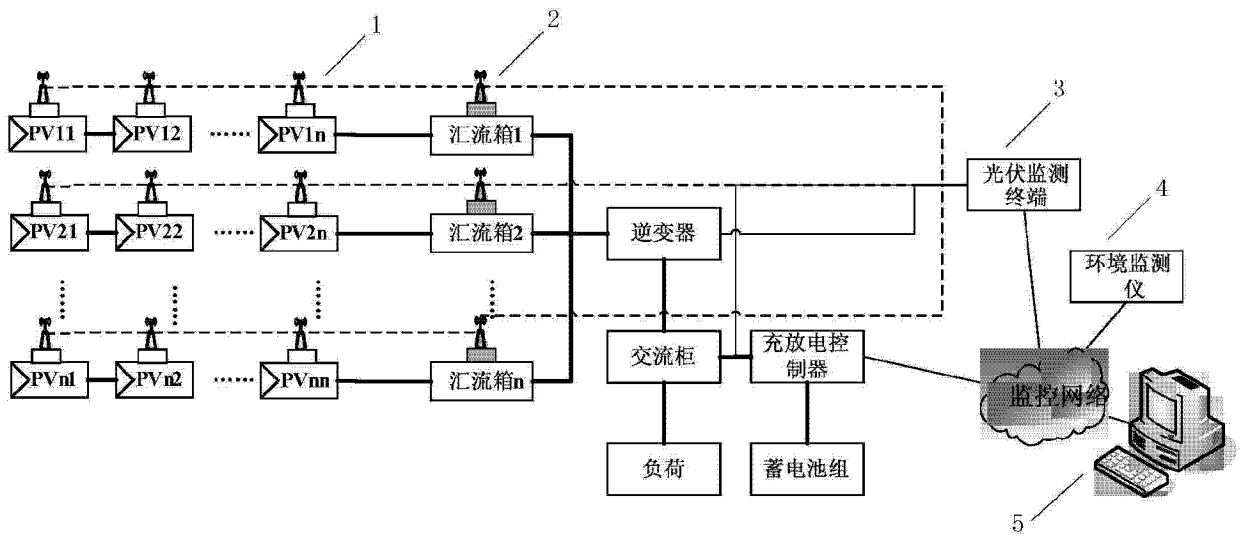 1
2
3
4
PV11
PV12
……
PV1n
汇流箱1
光伏监测
终端
PV21
PV22
……
PV2n
汇流箱2
逆变器
环境监测
仪
PVn1
PVn2
……
PVnn
汇流箱n
交流柜
充放电控
制器
监控网络
负荷
蓄电池组
5